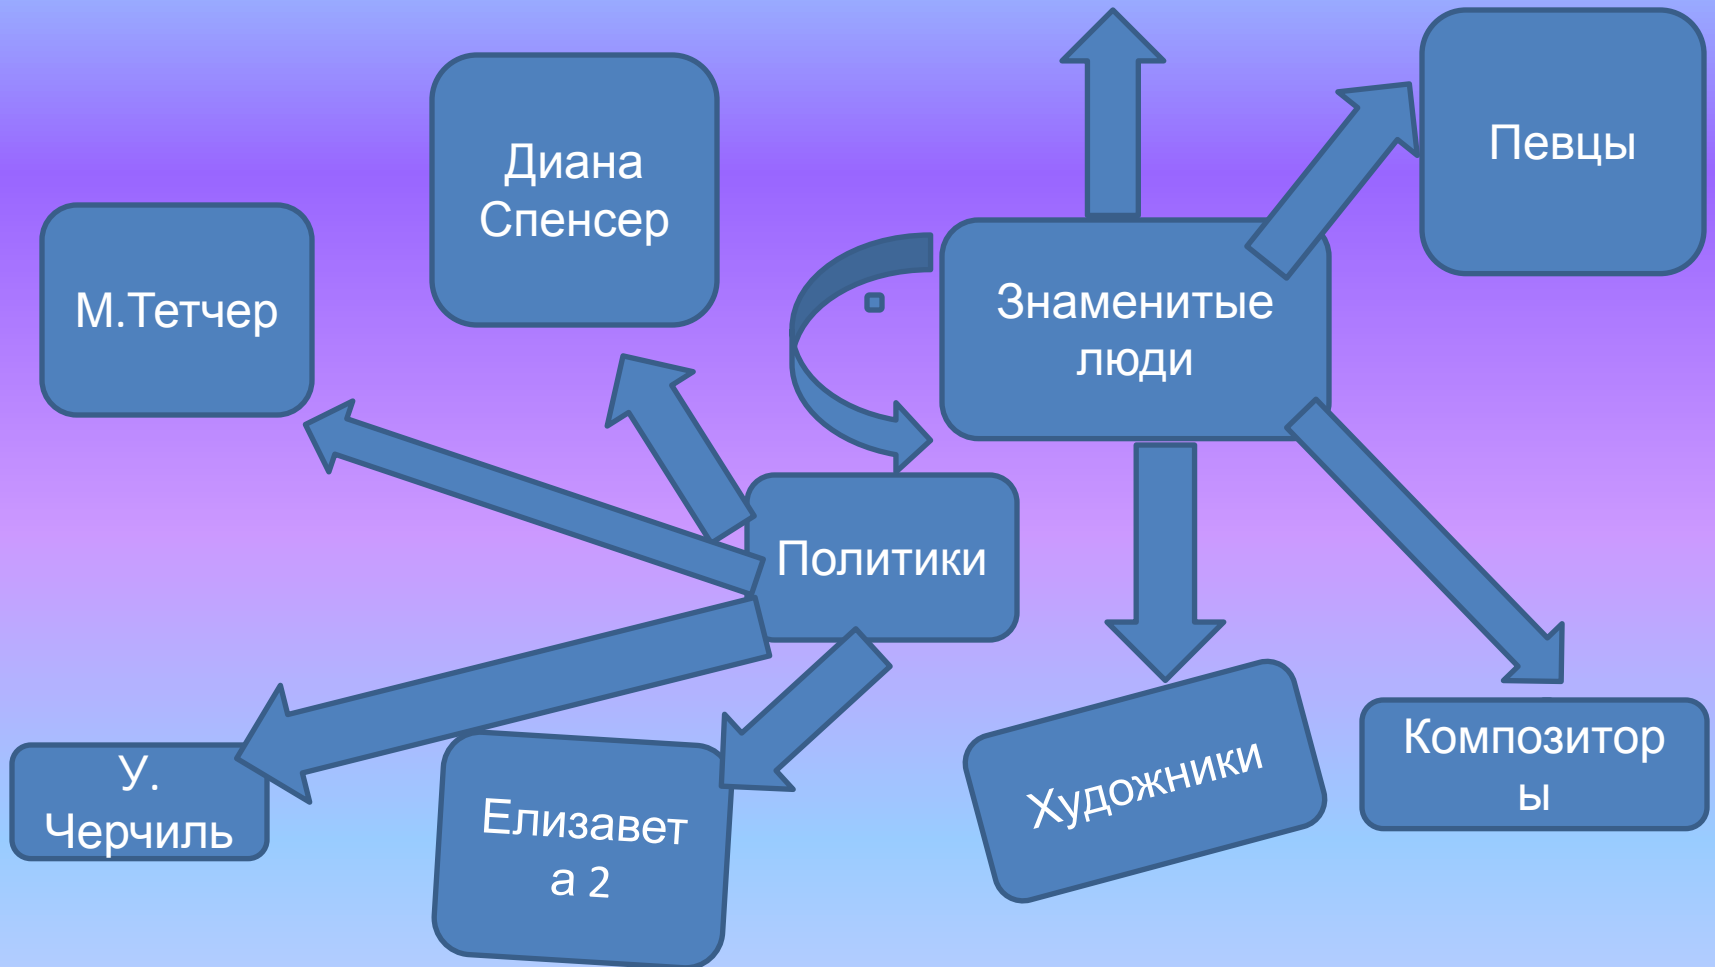 Диана
Спенсер
Певцы
М.Тетчер
Знаменитые
люди
Политики
У.
Черчиль
Елизавет
а 2
Художники
Композитор
ы